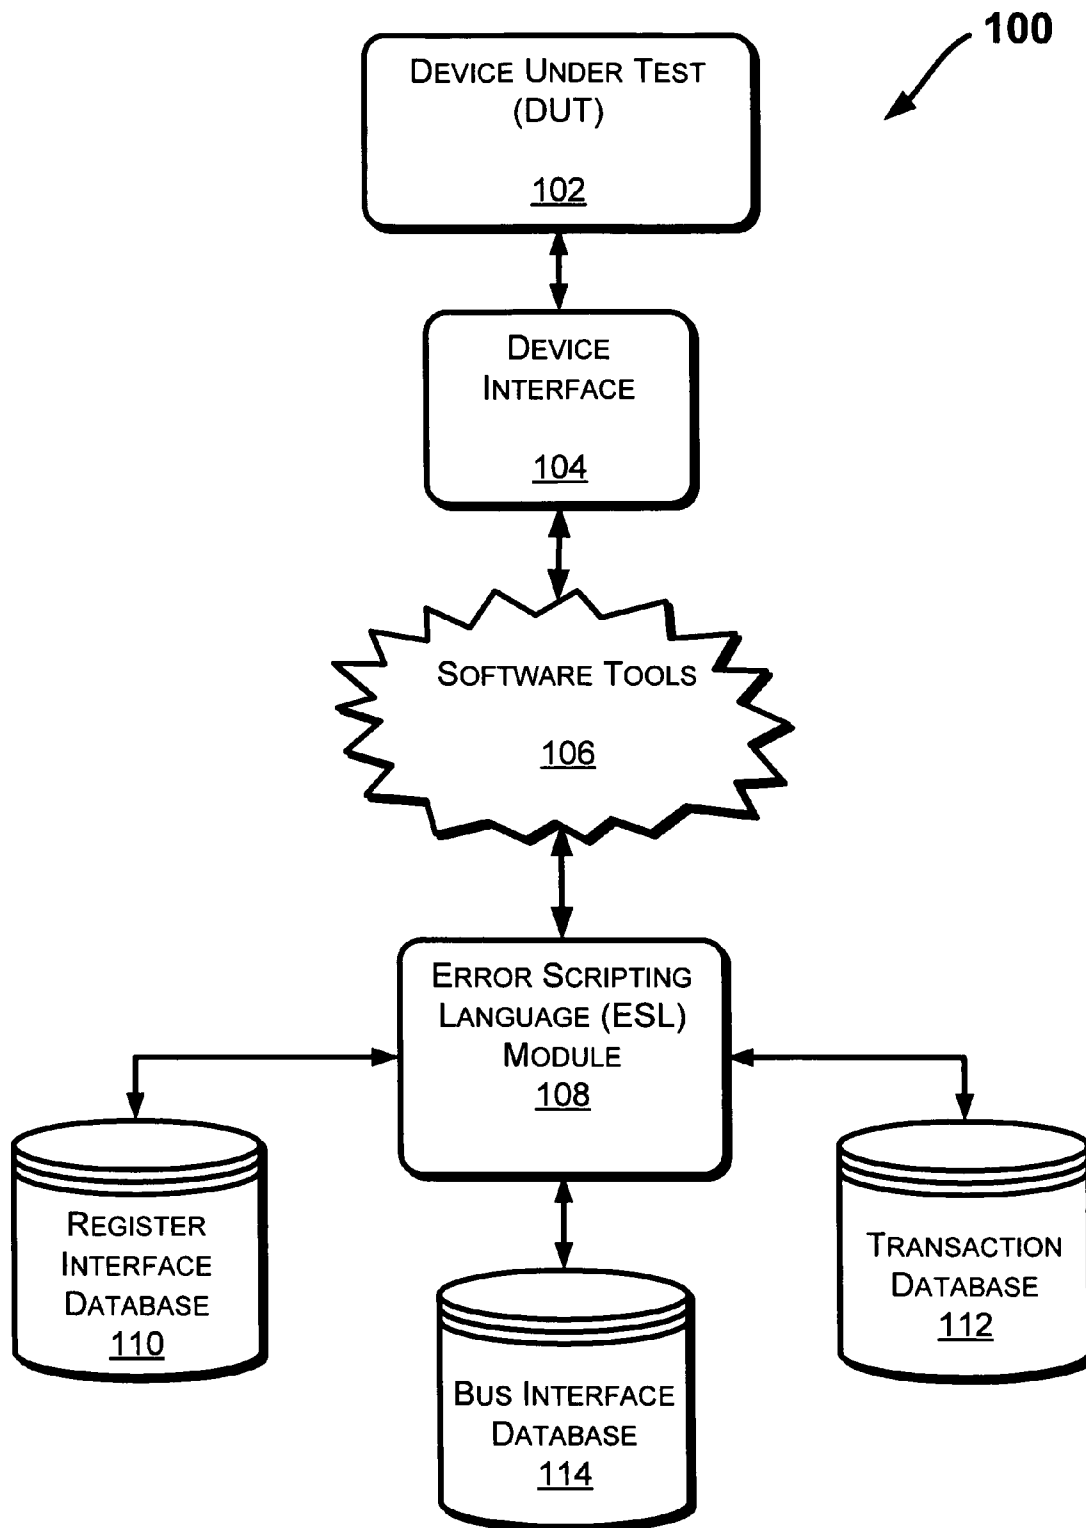 100
DEVICE UNDER TEST
(DUT)
102
DEVICE
INTERFACE
104
SOFTWARE TOOLS
106
ERROR SCRIPTING
LANGUAGE (ESL)
MODULE
108
REGISTER
INTERFACE
DATABASE
110
TRANSACTION
DATABASE
112
BUS INTERFACE
DATABASE
114